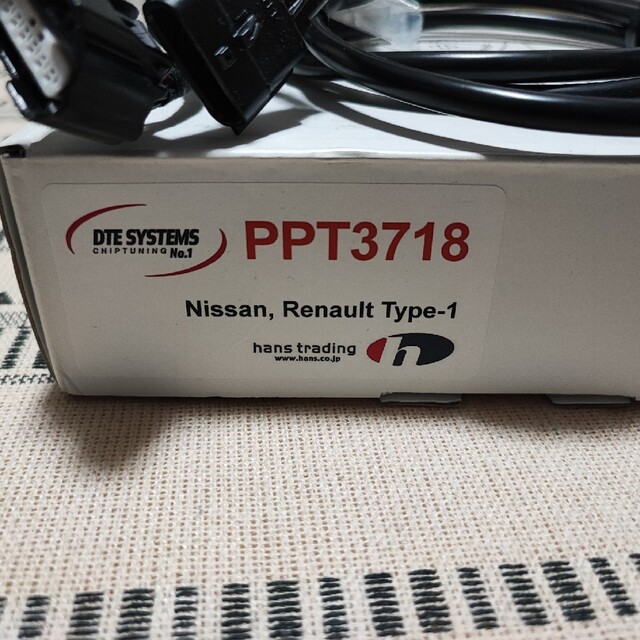 DTE SYSTEMS
CHIPTUNING No.1
PPT3718
Nissan, Renault Type-1
hans trading
www.hans.co.jp
h